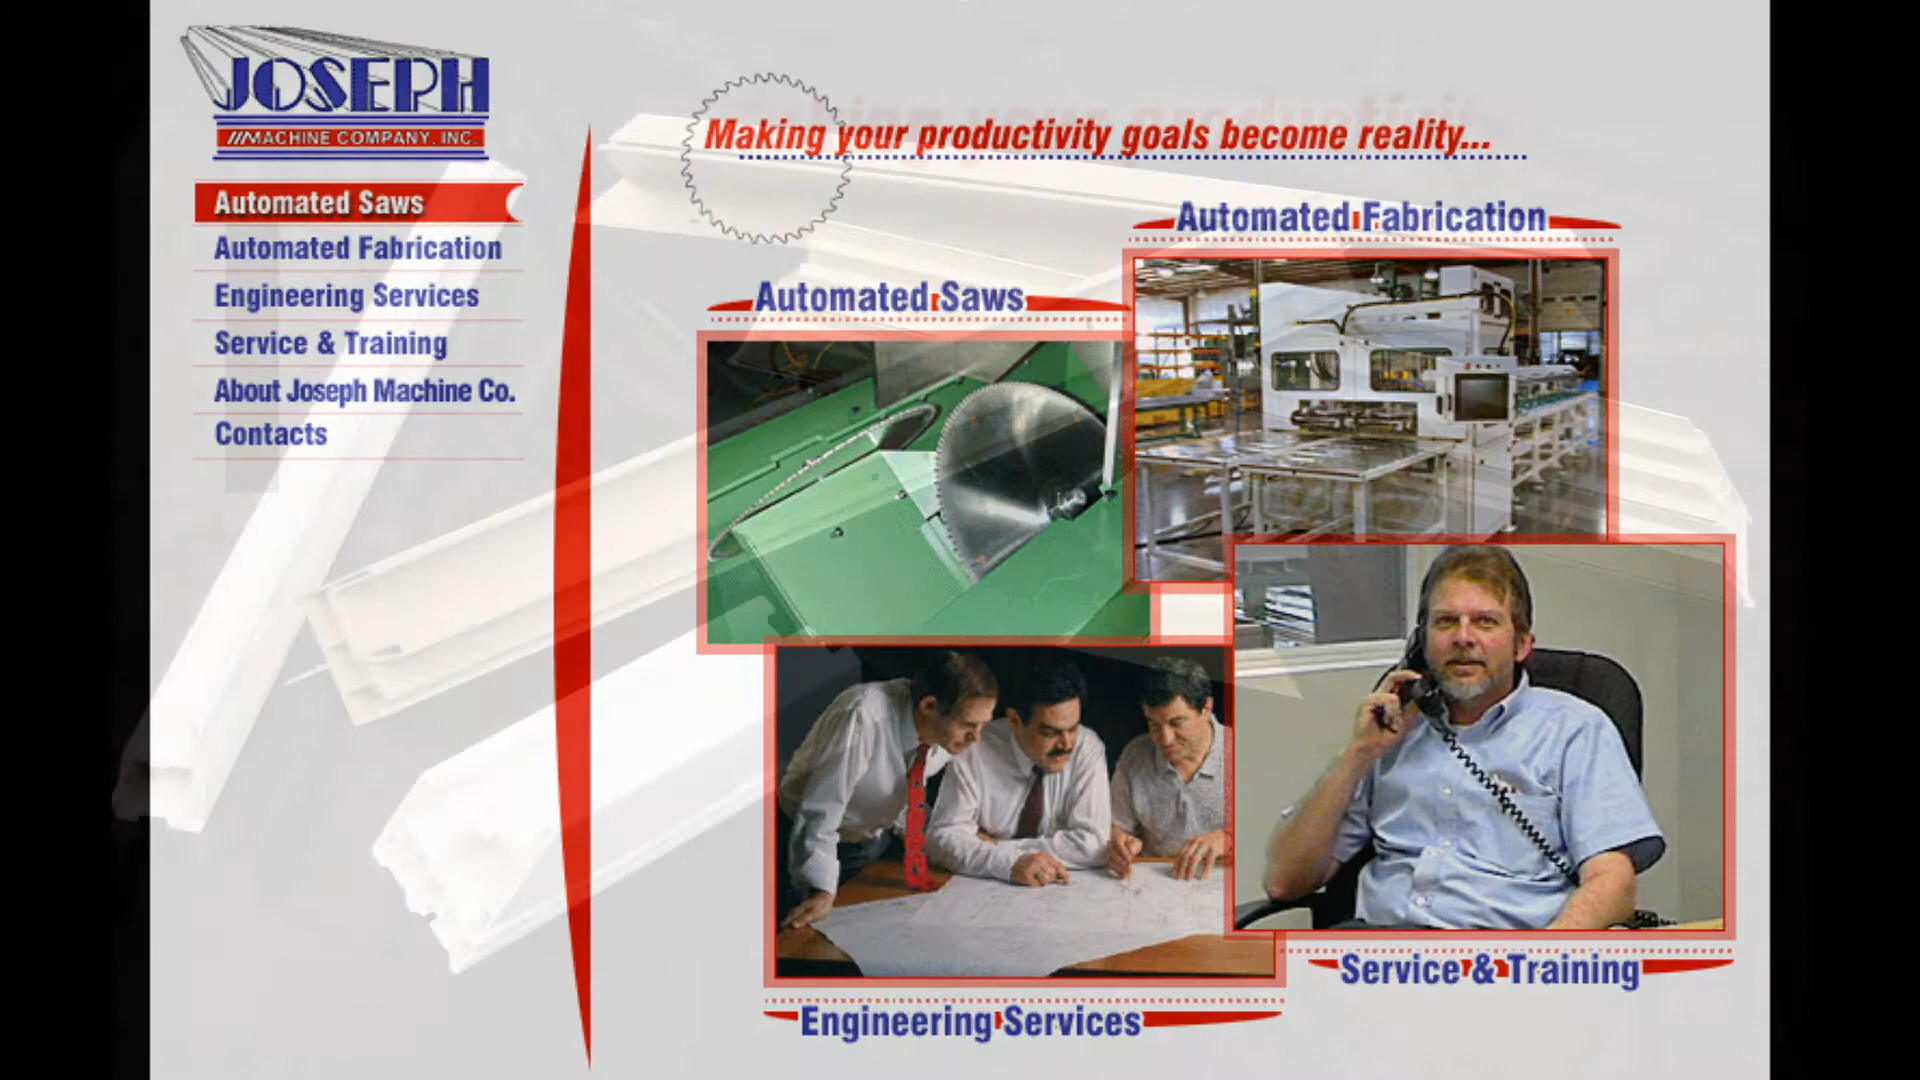 JOSEPH
MACHINE COMPANY, INC.
Automated Saws
Automated Fabrication
Engineering Services
Service & Training
About Joseph Machine Co.
Contacts
Making your productivity goals become reality...
Automated Fabrication
Automated Saws
Service & Training
Engineering Services